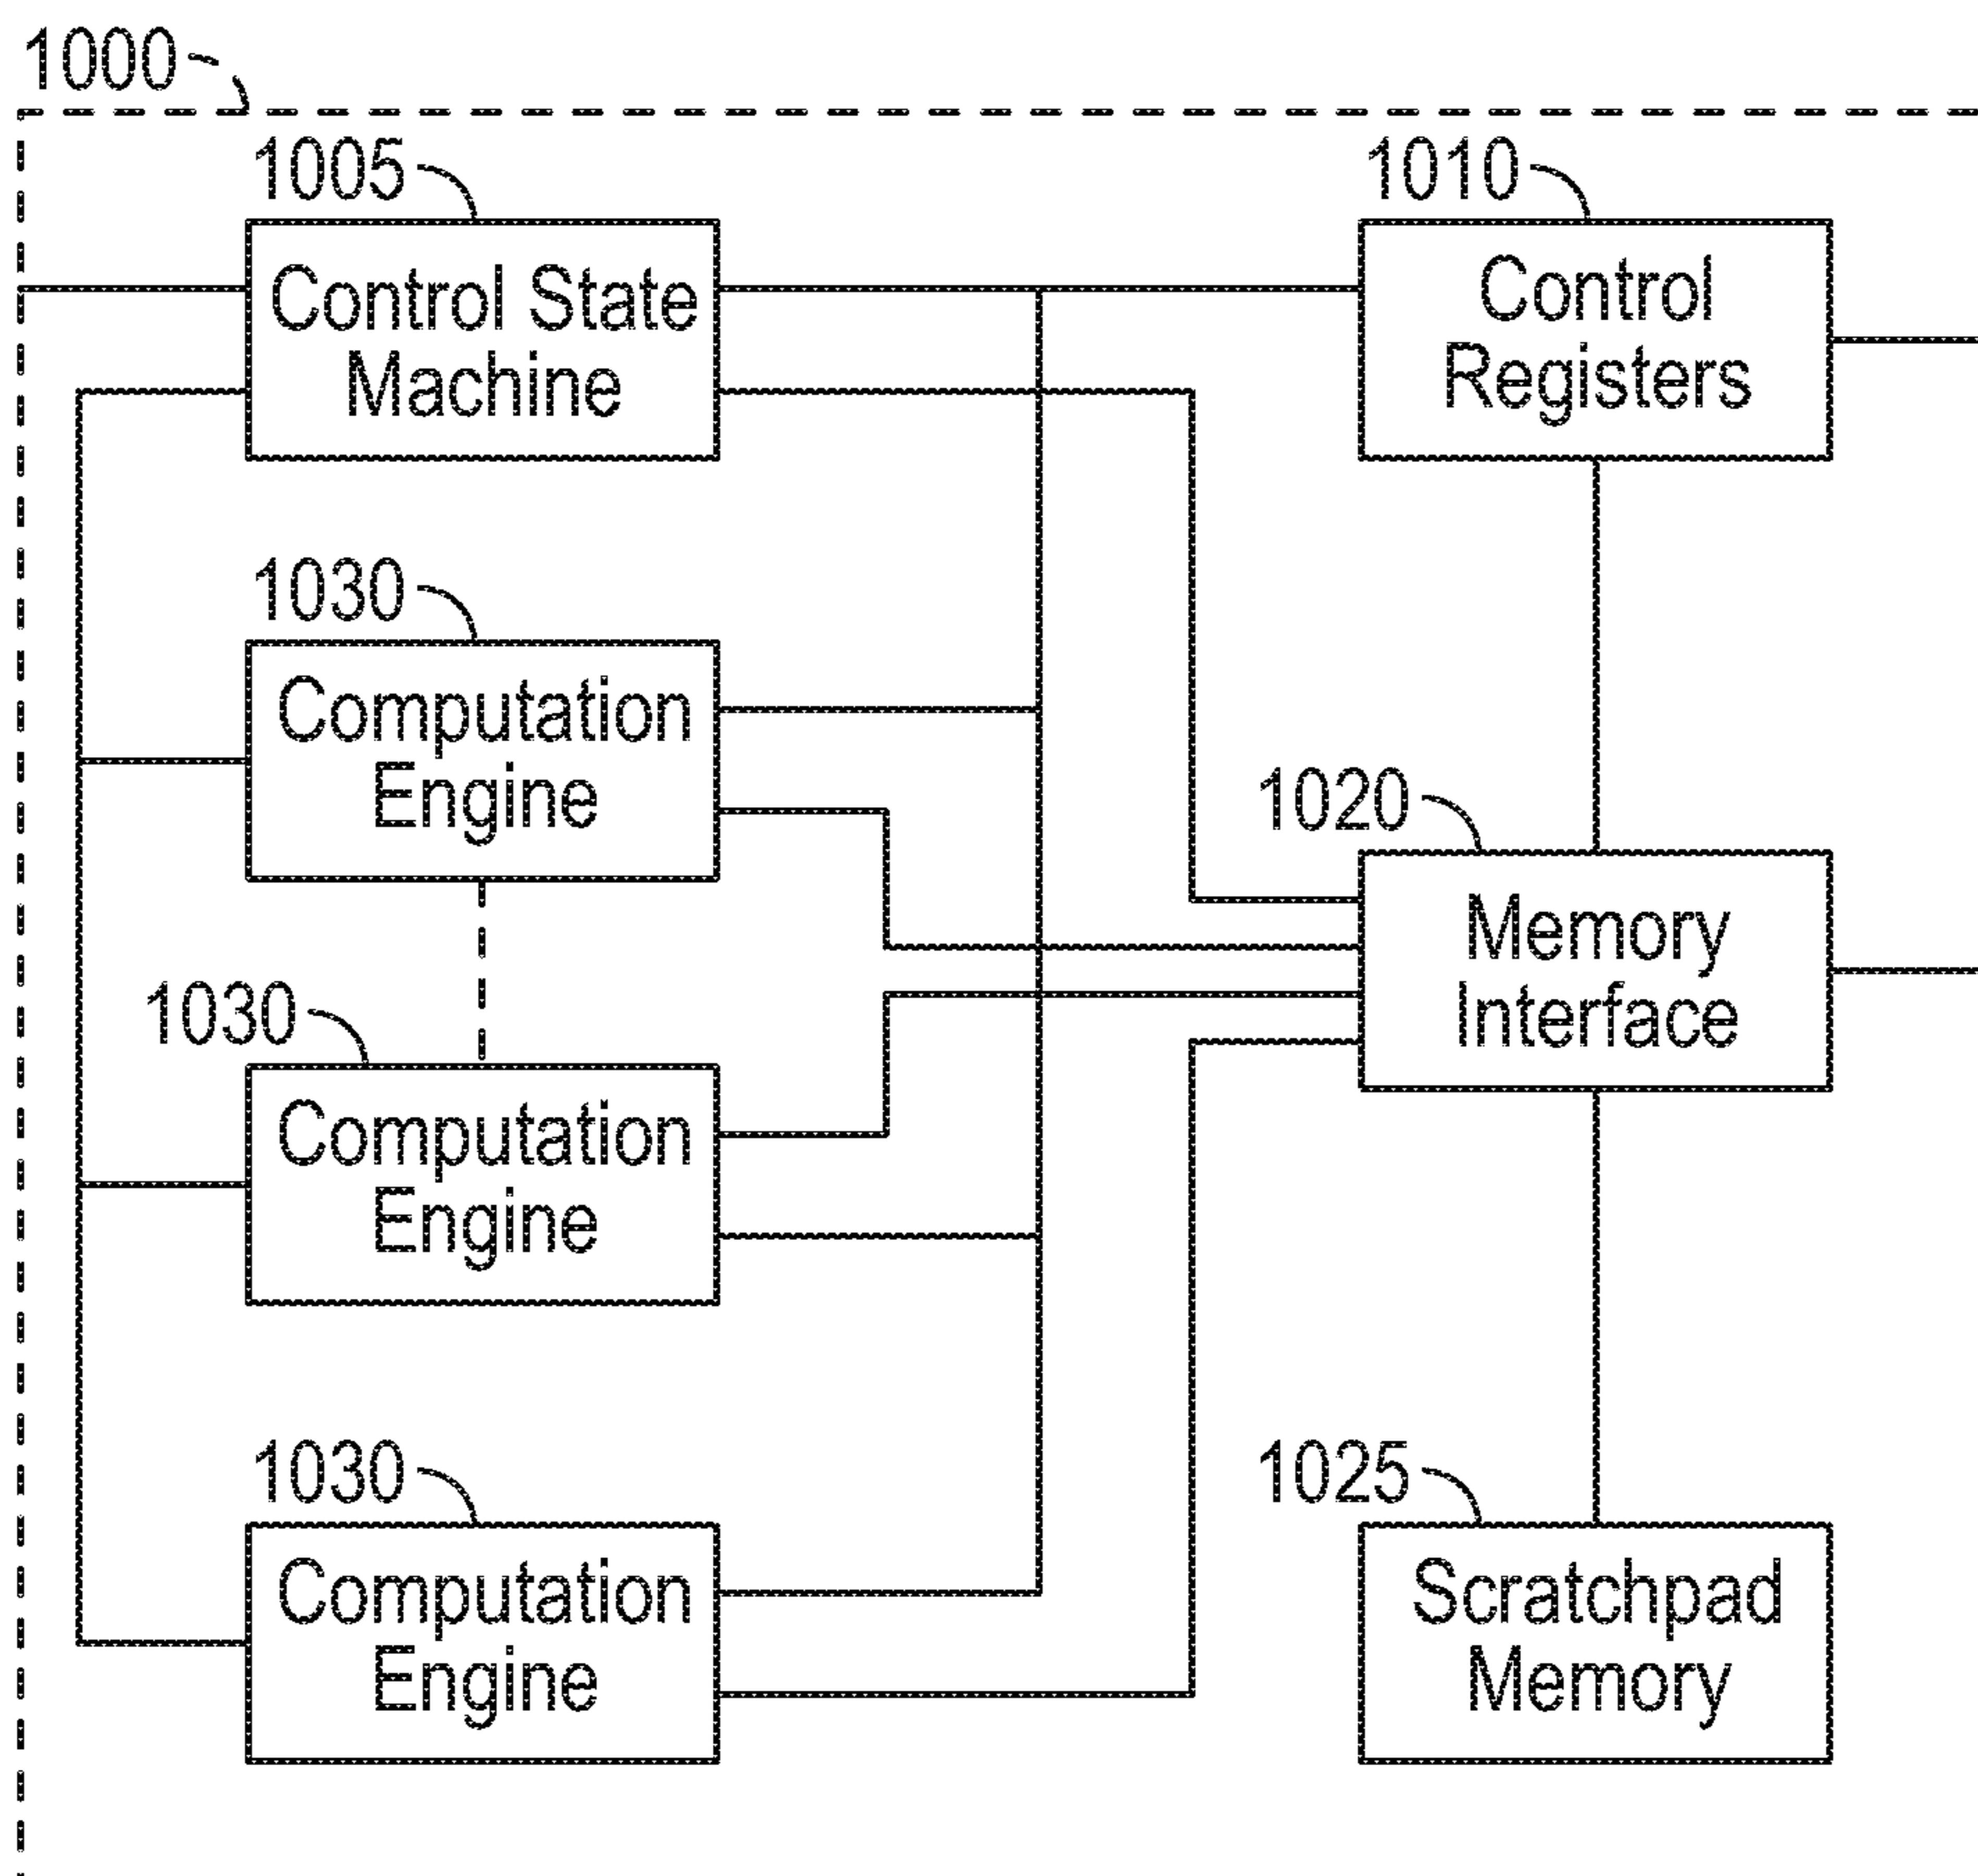 1000
1005
Control State
Machine
1010
Control
Registers
1030
Computation
Engine
1020
Memory
Interface
1030
Computation
Engine
1030
Computation
Engine
1025
Scratchpad
Memory